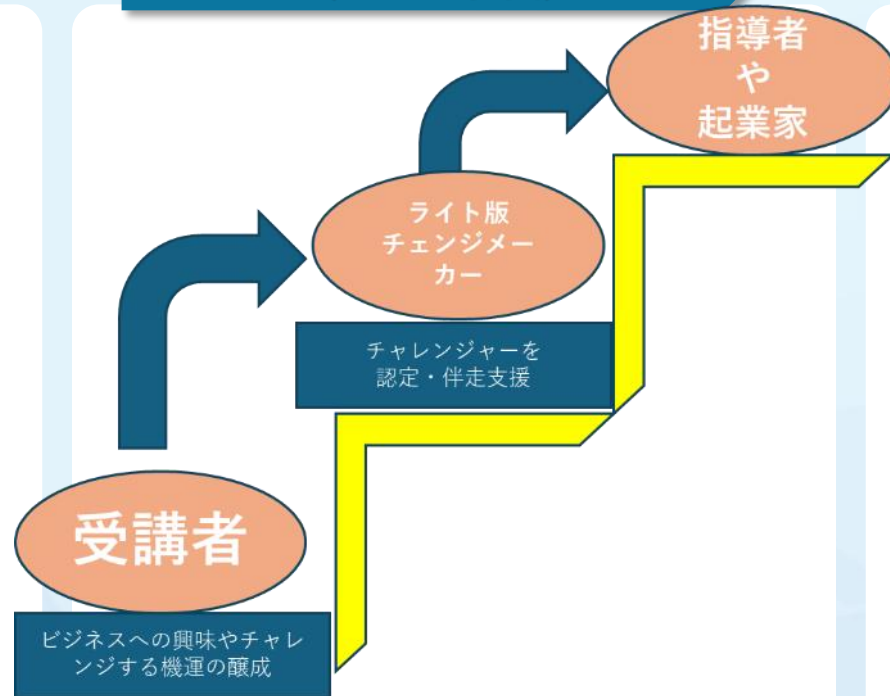 指導者
や
起業家
ライト版
チェンジメー
カー
チャレンジャーを
認定・伴走支援
受講者
ビジネスへの興味やチャレ
ンジする機運の醸成